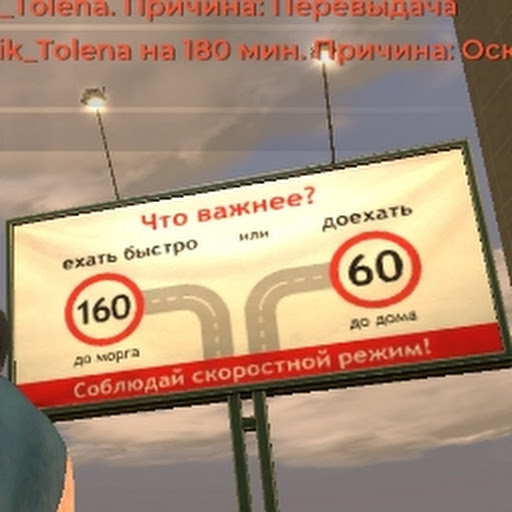 _Tolena. Причина: Перевыдача
ik_Tolena на 180 мин. Причина: Оск
Что важнее?
ехать быстро или доехать
160 60
до морга до дома
Соблюдай скоростной режим!